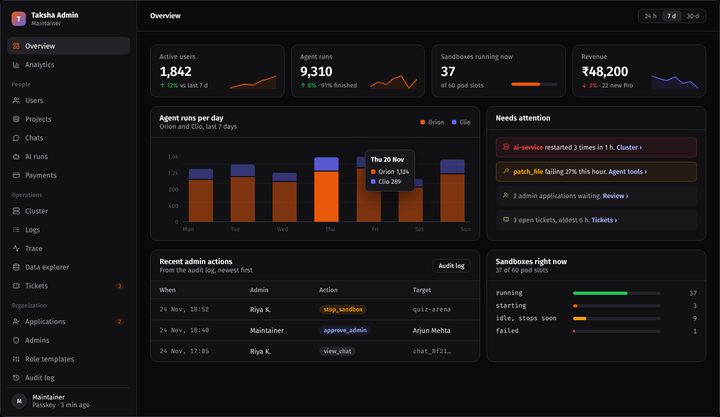 Taksha Admin
Maintainer
Overview
Analytics
People
Users
Projects
Chats
AI runs
Payments
Operations
Cluster
Logs
Trace
Data explorer
Tickets 3
Organization
Applications 2
Admins
Role templates
Audit log
M
Maintainer
Passkey · 3 min ago
Overview
24 h 7 d 30 d
Active users
1,842
↑ 12% vs last 7 d
Agent runs
9,310
↑ 8% · 91% finished
Sandboxes running now
37
of 60 pod slots
Revenue
₹48,200
↓ 3% · 22 new Pro
Agent runs per day
Orion and Clio, last 7 days
Orion Clio
1.6k
1.2k
800
400
0
Mon Tue Wed Thu Fri Sat Sun
Thu 20 Nov
Orion 1,124
Clio 289
Needs attention
ai-service restarted 3 times in 1 h. Cluster ›
patch_file failing 27% this hour. Agent tools ›
2 admin applications waiting. Review ›
3 open tickets, oldest 6 h. Tickets ›
Recent admin actions
From the audit log, newest first
Audit log
When Admin Action Target
24 Nov, 18:52 Riya K. stop_sandbox quiz-arena
24 Nov, 18:40 Maintainer approve_admin Arjun Mehta
24 Nov, 17:05 Riya K. view_chat chat_8f21…
Sandboxes right now
37 of 60 pod slots
running 37
starting 3
idle, stops soon 9
failed 1